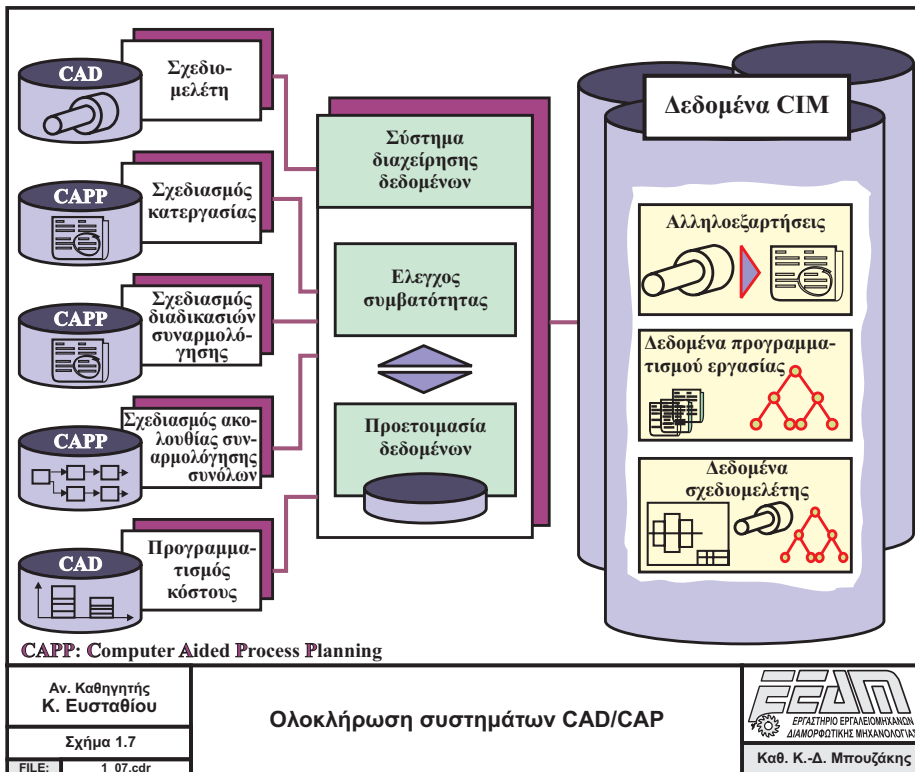 CAD
Σχεδιο-
μελέτη
CAPP
Σχεδιασμός
κατεργασίας
CAPP
Σχεδιασμός
διαδικασιών
συναρμολό-
γησης
CAPP
Σχεδιασμός ακο-
λουθίας συν-
αρμολόγησης
συνόλων
CAD
Προγραμμα-
τισμός
κόστους
Σύστημα
διαχείρησης
δεδομένων
Ελεγχος
συμβατότητας
Προετοιμασία
δεδομένων
Δεδομένα CIM
Αλληλοεξαρτήσεις
Δεδομένα προγραμμα-
τισμού εργασίας
Δεδομένα
σχεδιομελέτης
CAPP: Computer Aided Process Planning
Αν. Καθηγητής
Κ. Ευσταθίου
Σχήμα 1.7
FILE: 1_07.cdr
Ολοκλήρωση συστημάτων CAD/CAP
ΕΕΔΜ
ΕΡΓΑΣΤΗΡΙΟ ΕΡΓΑΛΕΙΟΜΗΧΑΝΩΝ
ΔΙΑΜΟΡΦΩΤΙΚΗΣ ΜΗΧΑΝΟΛΟΓΙΑΣ
Καθ. Κ.-Δ. Μπουζάκης